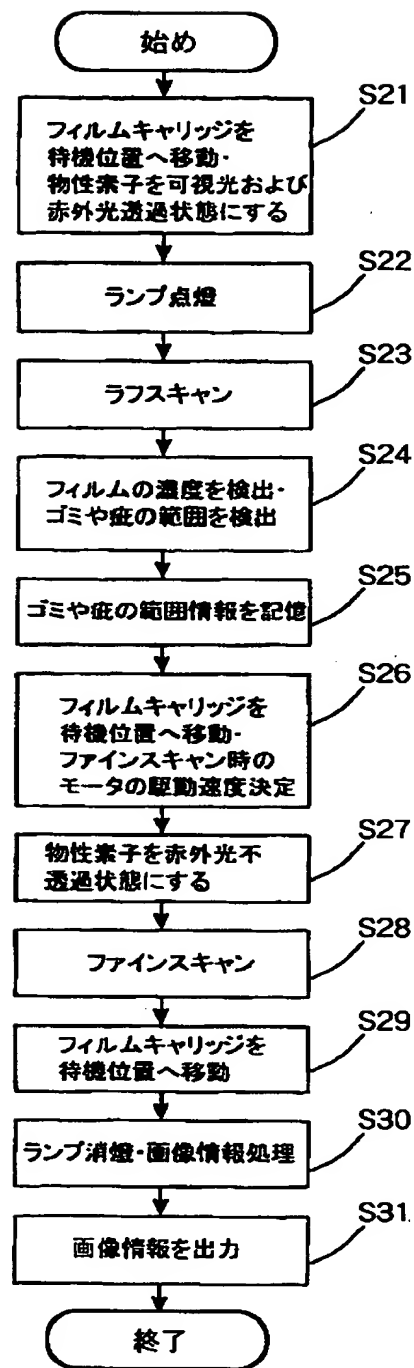 始め
S21
フィルムキャリッジを
待機位置へ移動・
物性素子を可視光および
赤外光透過状態にする
S22
ランプ点燈
S23
ラフスキャン
S24
フィルムの濃度を検出・
ゴミや疵の範囲を検出
S25
ゴミや疵の範囲情報を記憶
S26
フィルムキャリッジを
待機位置へ移動・
ファインスキャン時の
モータの駆動速度決定
S27
物性素子を赤外光不
透過状態にする
S28
ファインスキャン
S29
フィルムキャリッジを
待機位置へ移動
S30
ランプ消燈・画像情報処理
S31
画像情報を出力
終了